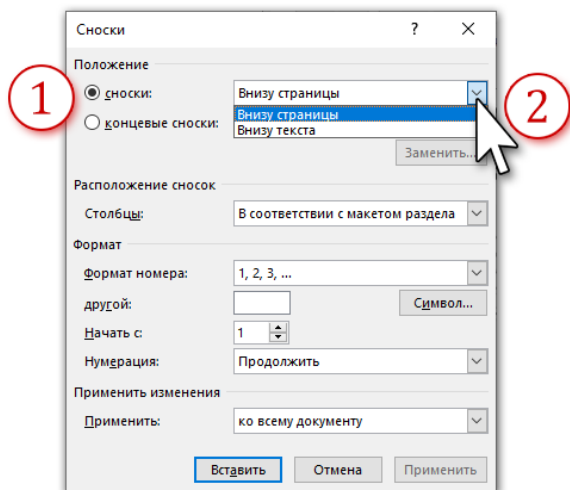 Сноски ? ×
Положение
1 сноски: Внизу страницы 2
Внизу страницы
концевые сноски: Внизу текста
Заменить...
Расположение сносок
Столбцы: В соответствии с макетом раздела
Формат
Формат номера: 1, 2, 3, ...
другой: Символ...
Начать с: 1
Нумерация: Продолжить
Применить изменения
Применить: ко всему документу
Вставить Отмена Применить